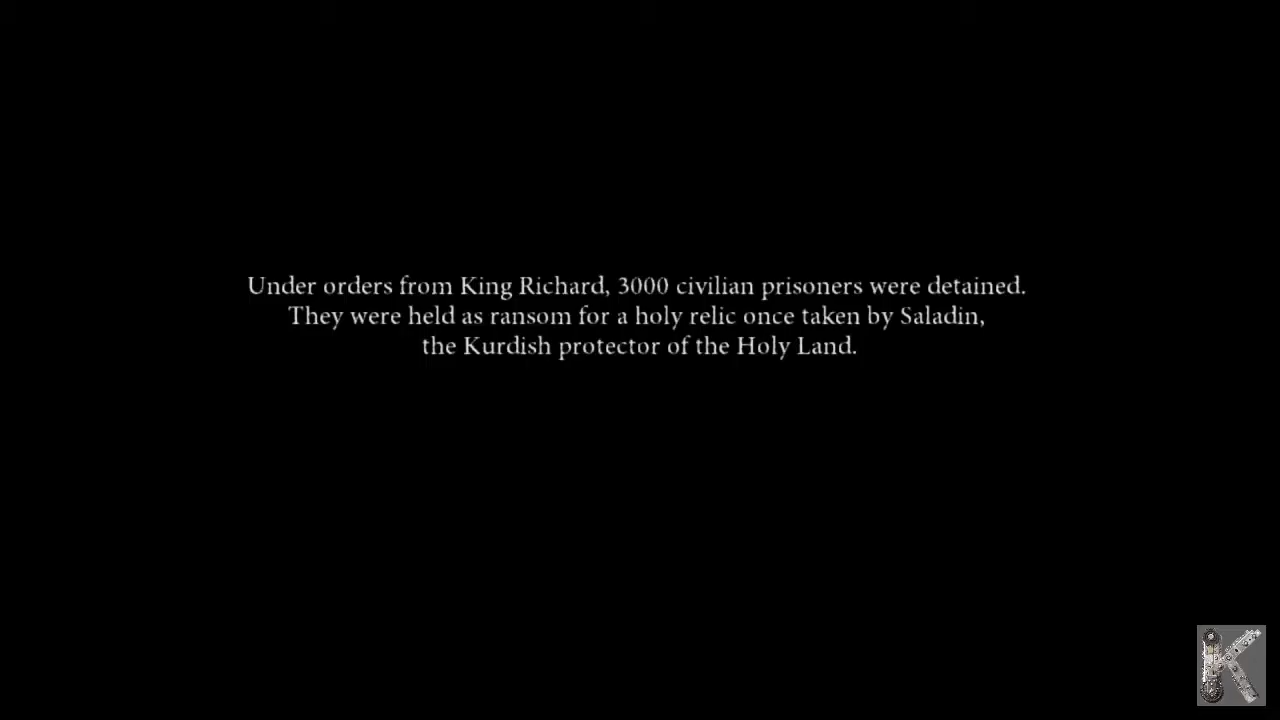 Under orders from King Richard, 3000 civilian prisoners were detained.
They were held as ransom for a holy relic once taken by Saladin,
the Kurdish protector of the Holy Land.
K